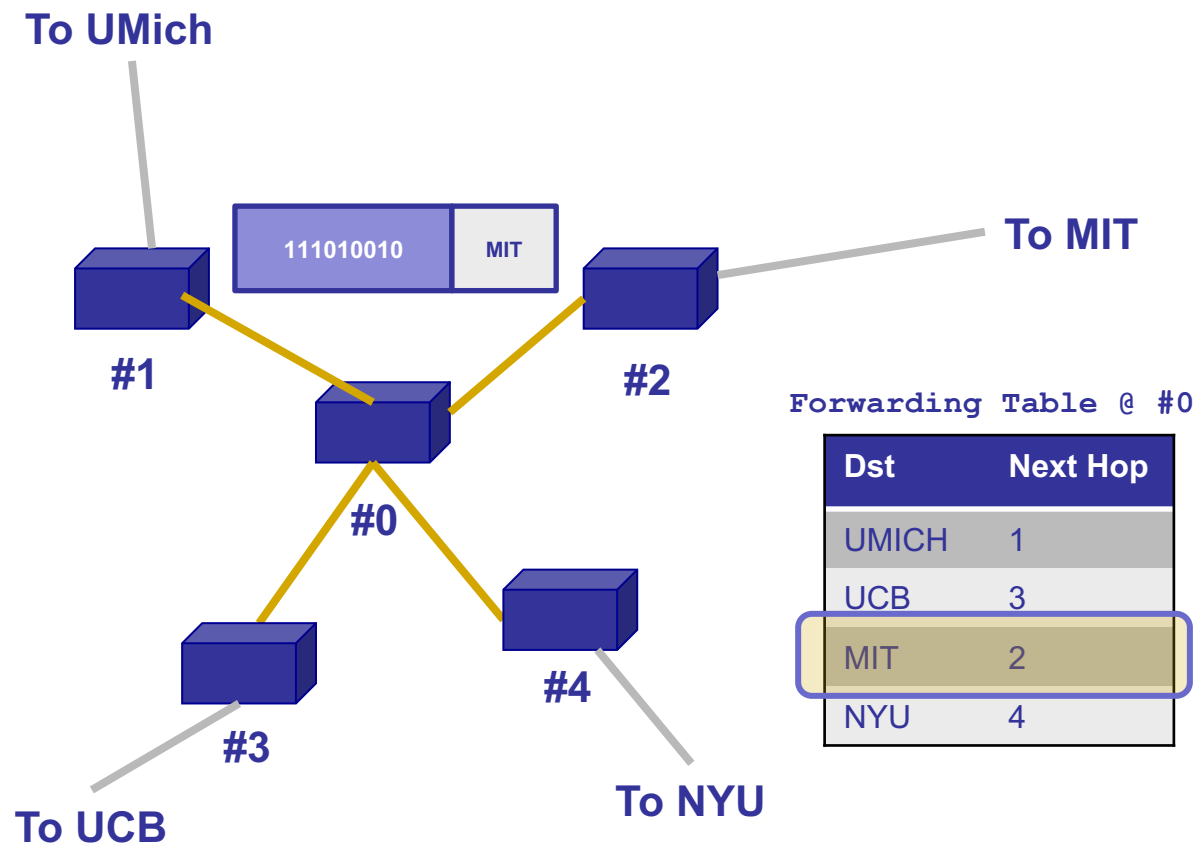 To UMich
111010010 MIT
To MIT
#1
#2
Forwarding Table @ #0
Dst Next Hop
UMICH 1
UCB 3
MIT 2
NYU 4
#0
#4
#3
To NYU
To UCB